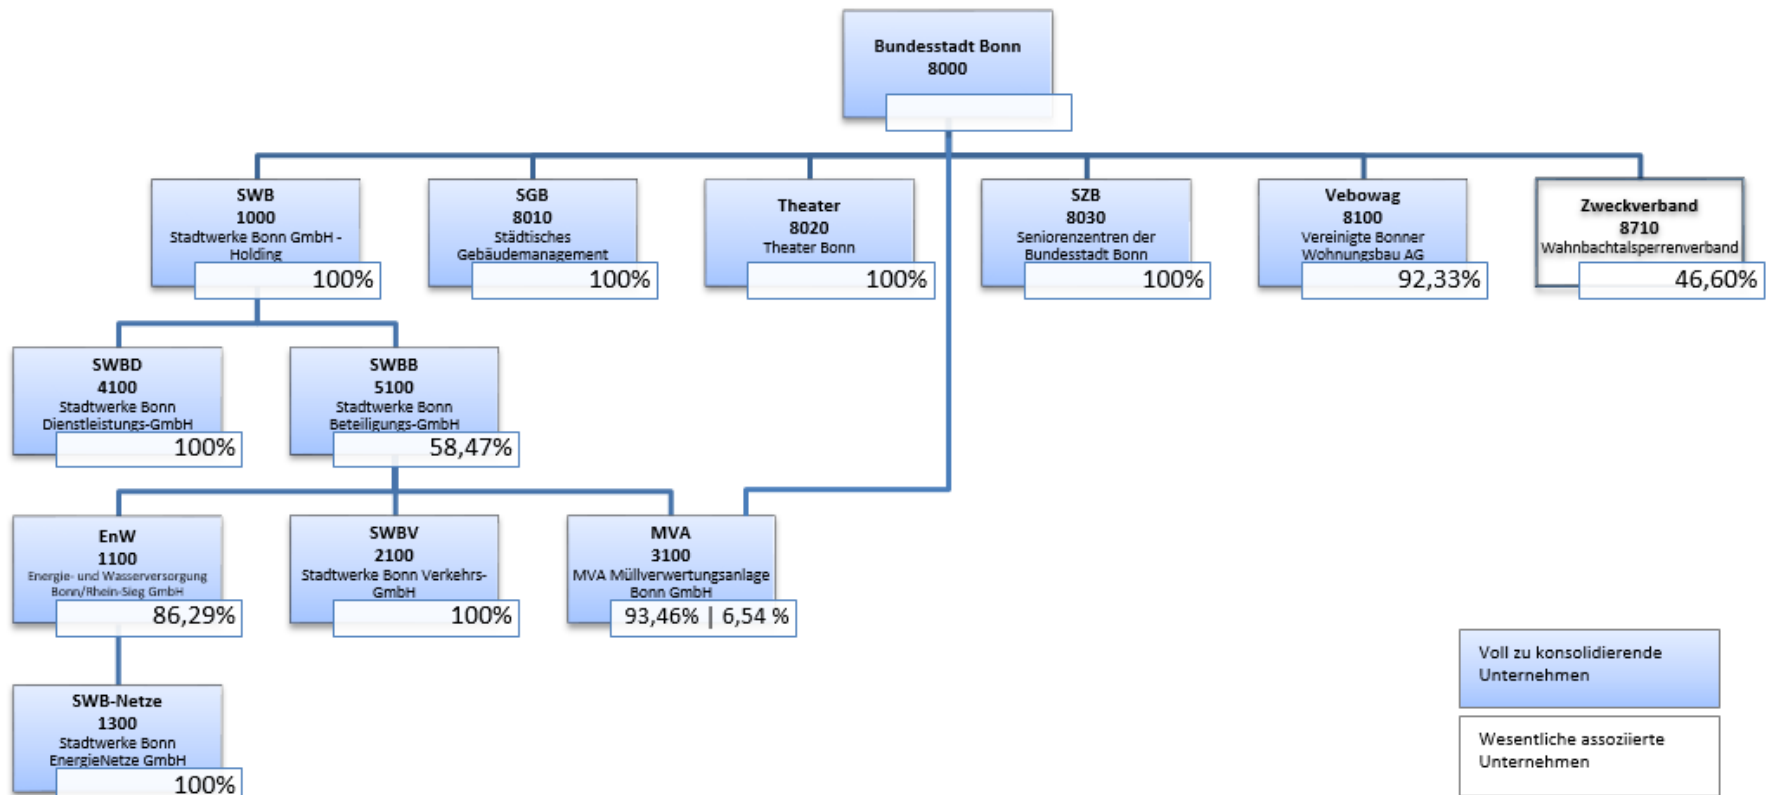 Bundesstadt Bonn
8000
SWB
1000
Stadtwerke Bonn GmbH -
Holding
100%
SGB
8010
Städtisches
Gebäudemanagement
100%
Theater
8020
Theater Bonn
100%
SZB
8030
Seniorenzentren der
Bundesstadt Bonn
100%
Vebowag
8100
Vereinigte Bonner
Wohnungsbau AG
92,33%
Zweckverband
8710
Wahnbachtalsperrenverband
46,60%
SWBD
4100
Stadtwerke Bonn
Dienstleistungs-GmbH
100%
SWBB
5100
Stadtwerke Bonn
Beteiligungs-GmbH
58,47%
EnW
1100
Energie- und Wasserversorgung
Bonn/Rhein-Sieg GmbH
86,29%
SWBV
2100
Stadtwerke Bonn Verkehrs-
GmbH
100%
MVA
3100
MVA Müllverwertungsanlage
Bonn GmbH
93,46% | 6,54 %
SWB-Netze
1300
Stadtwerke Bonn
EnergieNetze GmbH
100%
Voll zu konsolidierende
Unternehmen
Wesentliche assoziierte
Unternehmen